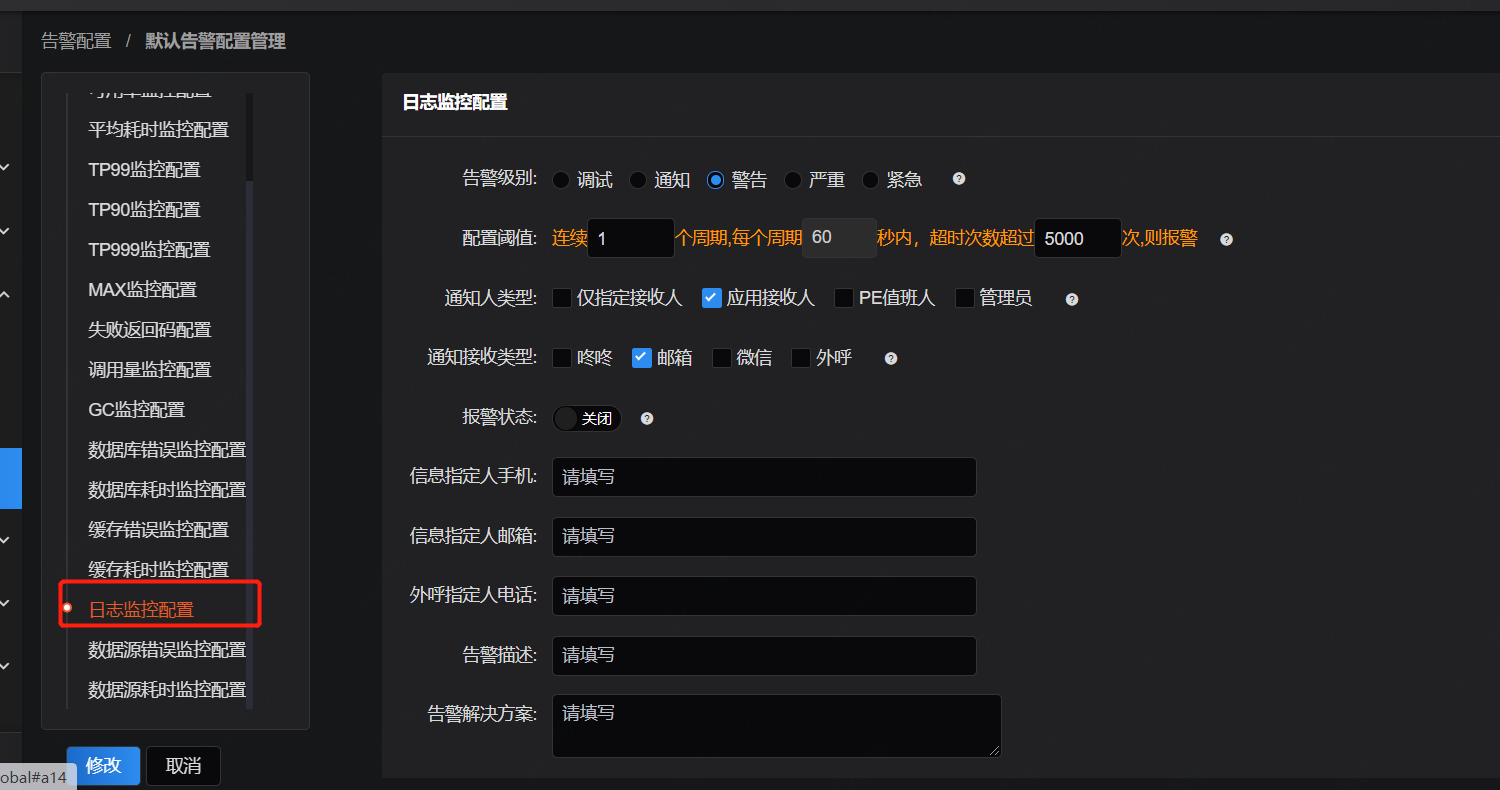 告警配置 / 默认告警配置管理
平均耗时监控配置
TP99监控配置
TP90监控配置
TP999监控配置
MAX监控配置
失败返回码配置
调用量监控配置
GC监控配置
数据库错误监控配置
数据库耗时监控配置
缓存错误监控配置
缓存耗时监控配置
日志监控配置
数据源错误监控配置
数据源耗时监控配置
修改 取消
obal#a14
日志监控配置
告警级别: 调试 通知 警告 严重 紧急 ?
配置阈值: 连续 1 个周期,每个周期 60 秒内，超时次数超过 5000 次,则报警 ?
通知人类型: 仅指定接收人 应用接收人 PE值班人 管理员 ?
通知接收类型: 咚咚 邮箱 微信 外呼 ?
报警状态: 关闭 ?
信息指定人手机: 请填写
信息指定人邮箱: 请填写
外呼指定人电话: 请填写
告警描述: 请填写
告警解决方案: 请填写